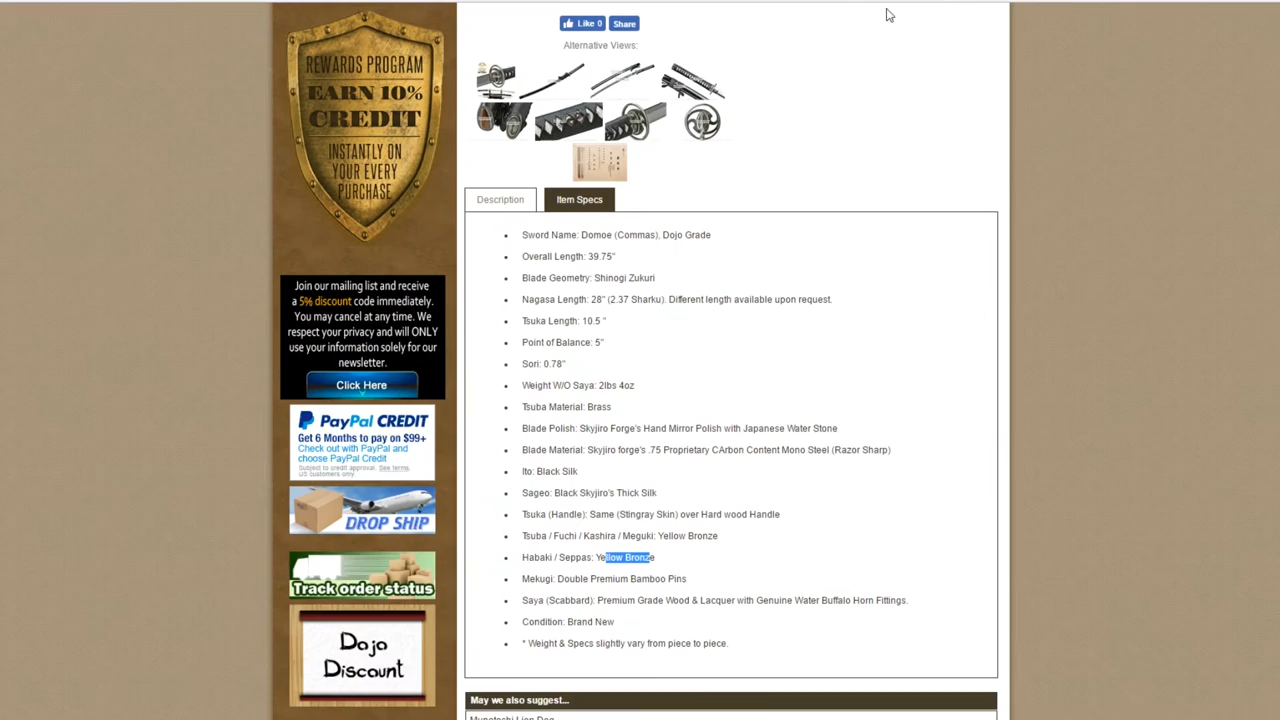 REWARDS PROGRAM
EARN 10%
CREDIT
INSTANTLY ON
YOUR EVERY
PURCHASE
Join our mailing list and receive
a 5% discount code immediately.
You may cancel at any time. We
respect your privacy and will ONLY
use your information solely for our
newsletter.
Click Here
PayPal CREDIT
Get 6 Months to pay on $99+
Check out with PayPal and
choose PayPal Credit
Subject to credit approval. See terms.
US customers only.
DROP SHIP
Track order status
Dojo
Discount
Like 0 Share
Alternative Views:
Description Item Specs
• Sword Name: Domoe (Commas), Dojo Grade
• Overall Length: 39.75"
• Blade Geometry: Shinogi Zukuri
• Nagasa Length: 28" (2.37 Sharku). Different length available upon request.
• Tsuka Length: 10.5 "
• Point of Balance: 5"
• Sori: 0.78"
• Weight W/O Saya: 2lbs 4oz
• Tsuba Material: Brass
• Blade Polish: Skyjiro Forge's Hand Mirror Polish with Japanese Water Stone
• Blade Material: Skyjiro forge's .75 Proprietary CArbon Content Mono Steel (Razor Sharp)
• Ito: Black Silk
• Sageo: Black Skyjiro's Thick Silk
• Tsuka (Handle): Same (Stingray Skin) over Hard wood Handle
• Tsuba / Fuchi / Kashira / Meguki: Yellow Bronze
• Habaki / Seppas: Yellow Bronze
• Mekugi: Double Premium Bamboo Pins
• Saya (Scabbard): Premium Grade Wood & Lacquer with Genuine Water Buffalo Horn Fittings.
• Condition: Brand New
• * Weight & Specs slightly vary from piece to piece.
May we also suggest...